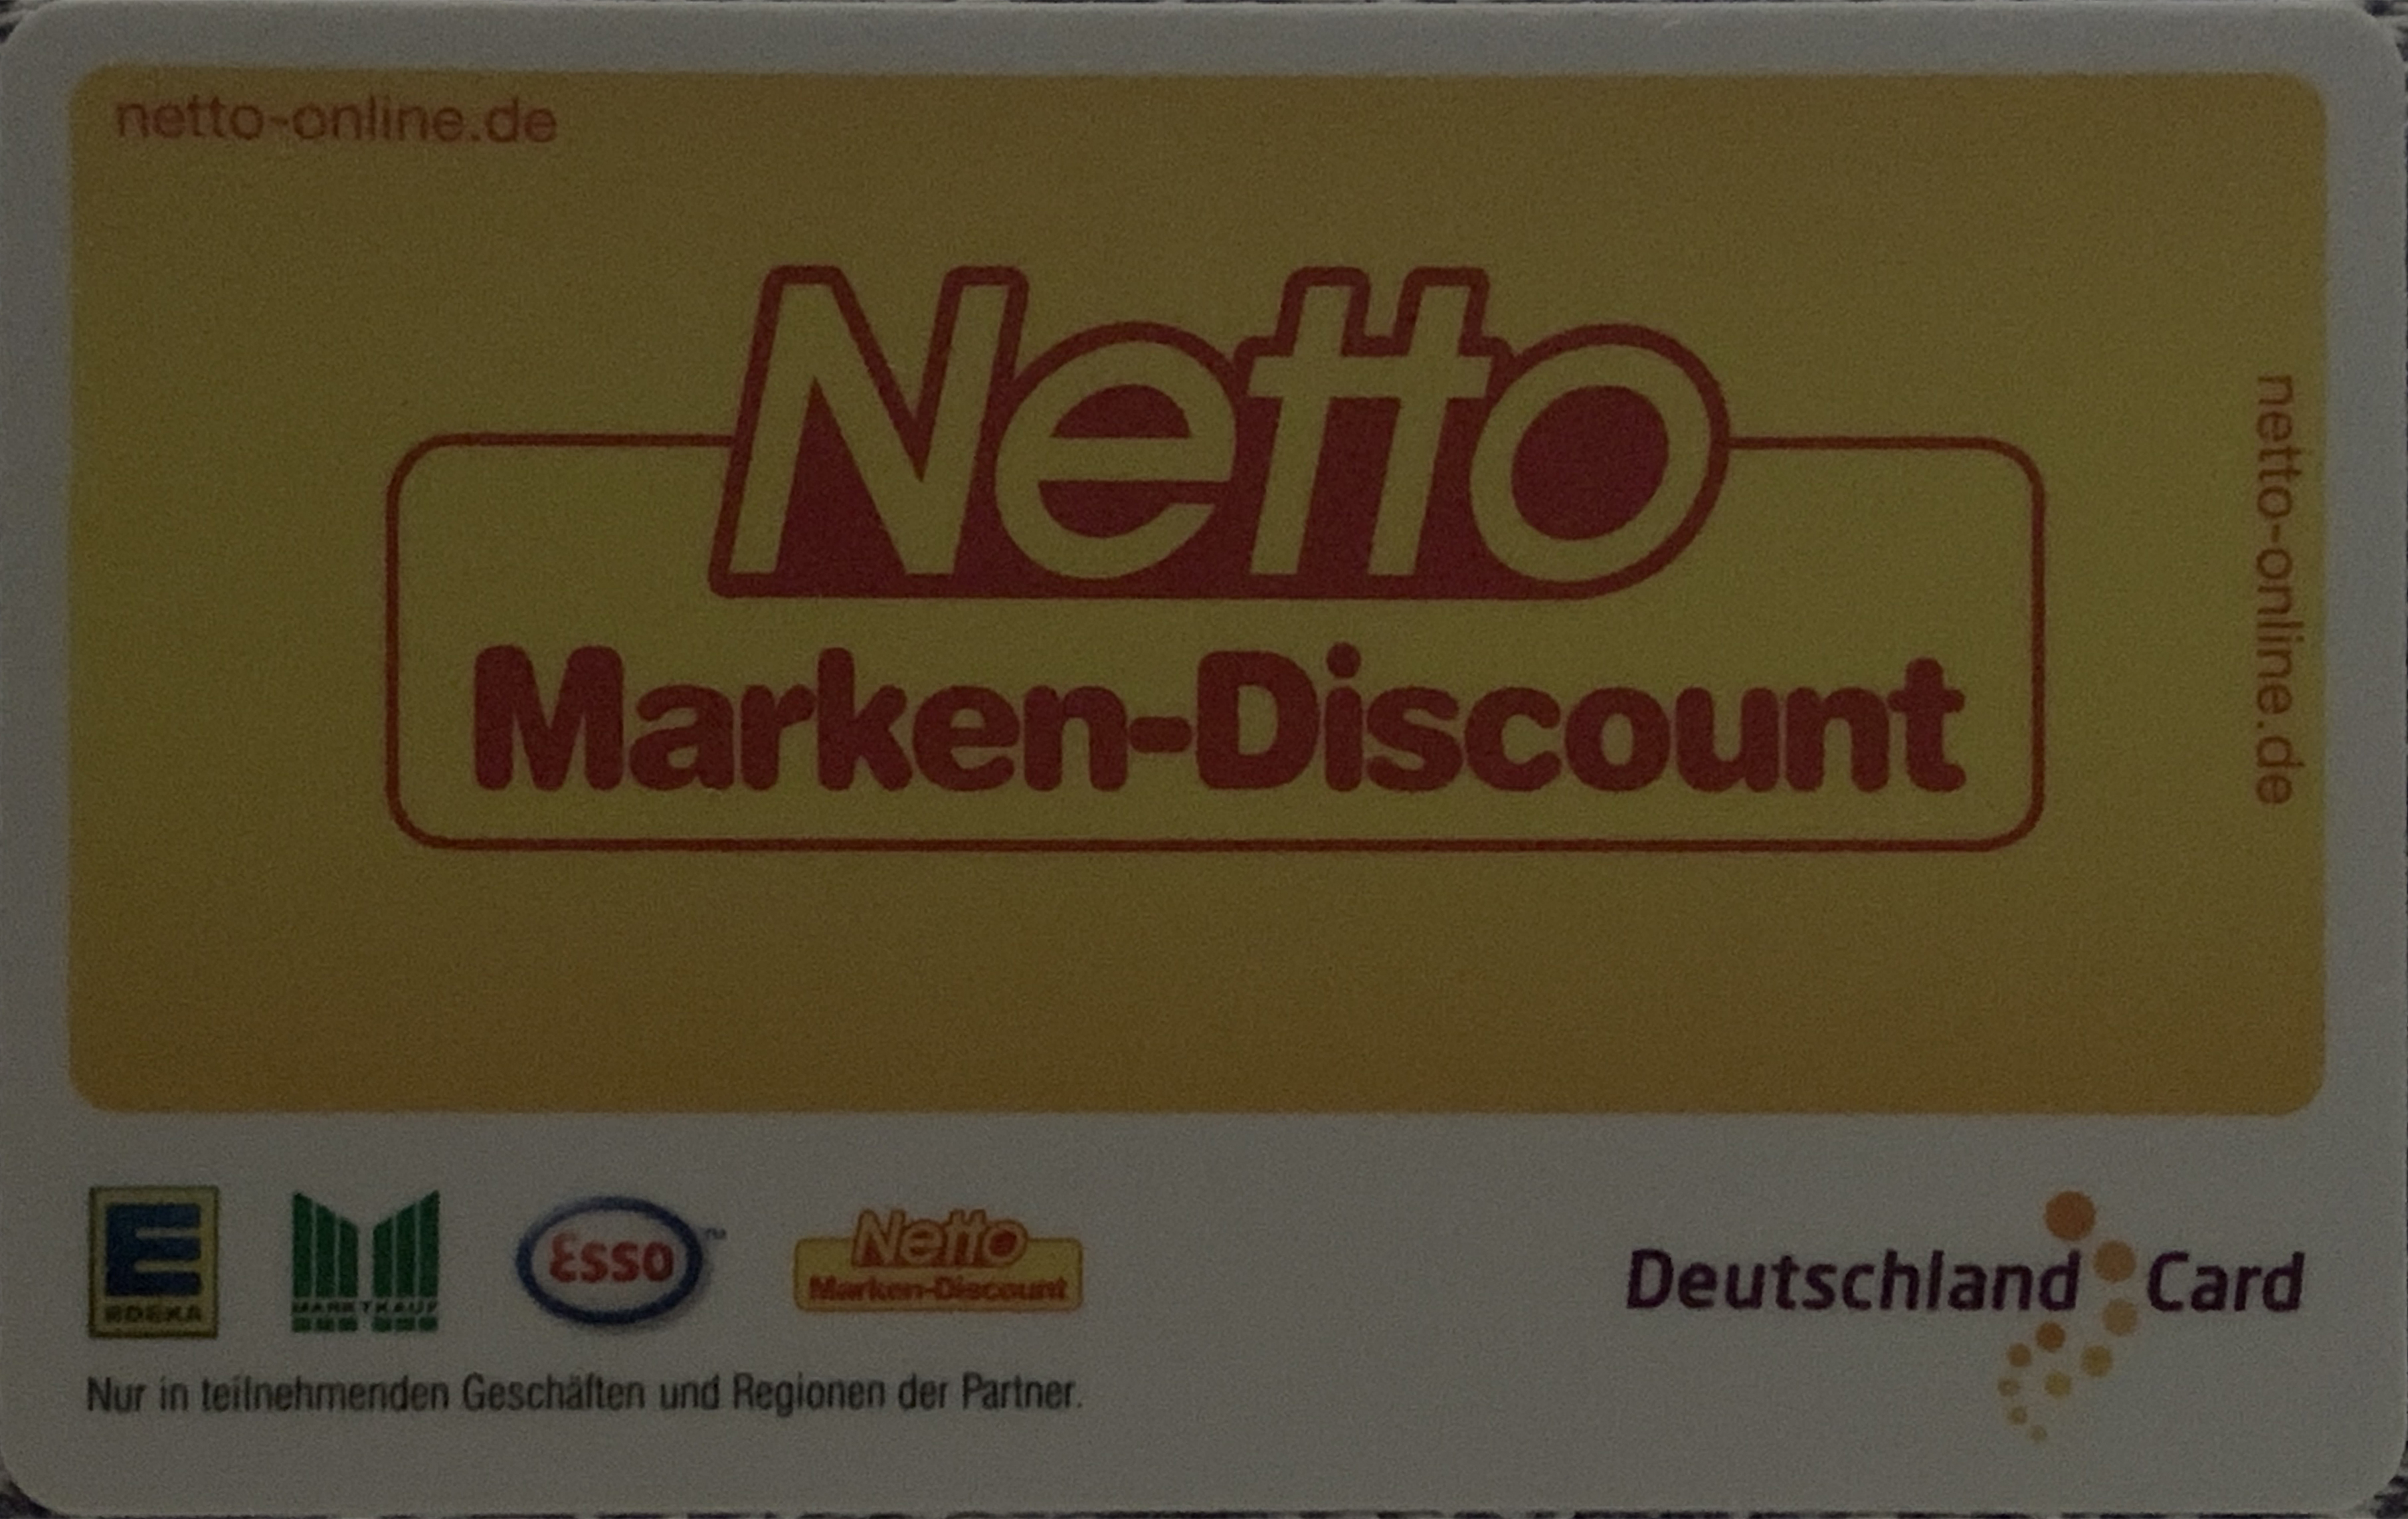 netto-online.de
Netto
Marken-Discount
netto-online.de
EDEKA
MARKTKAUF
Esso™
Netto
Marken-Discount
Deutschland Card
Nur in teilnehmenden Geschäften und Regionen der Partner.